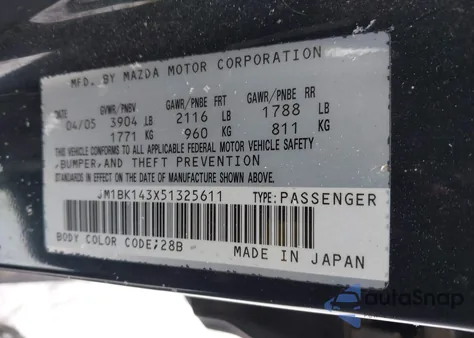 MFD. BY MAZDA MOTOR CORPORATION
DATE GVWR/PNBV GAWR/PNBE FRT GAWR/PNBE RR
04/05 3904 LB 2116 LB 1788 LB
1771 KG 960 KG 811 KG
THIS VEHICLE CONFORMS TO ALL APPLICABLE FEDERAL MOTOR VEHICLE SAFETY
,BUMPER,AND THEFT PREVENTION
STANDARDS IN EFFECT ON THE DATE OF MANUFACTURE SHOWN ABOVE.
JM1BK143X51325611 TYPE:PASSENGER
BODY COLOR CODE;28B
MADE IN JAPAN
AutoSnap